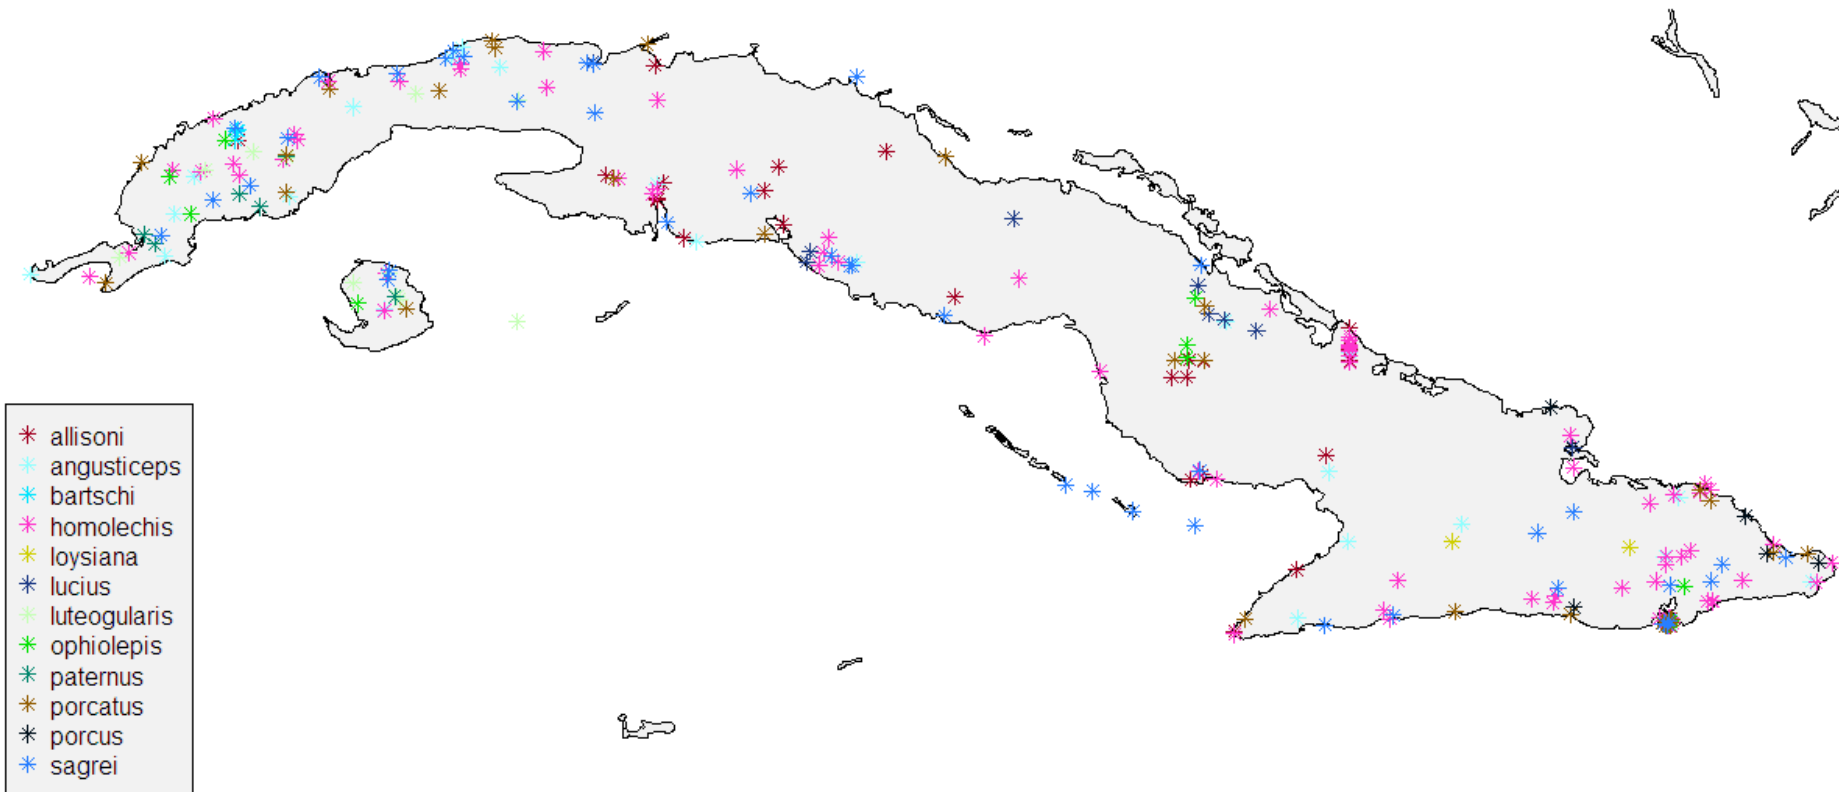 allisoni
angusticeps
bartschi
homolechis
loysiana
lucius
luteogularis
ophiolepis
paternus
porcatus
porcus
sagrei